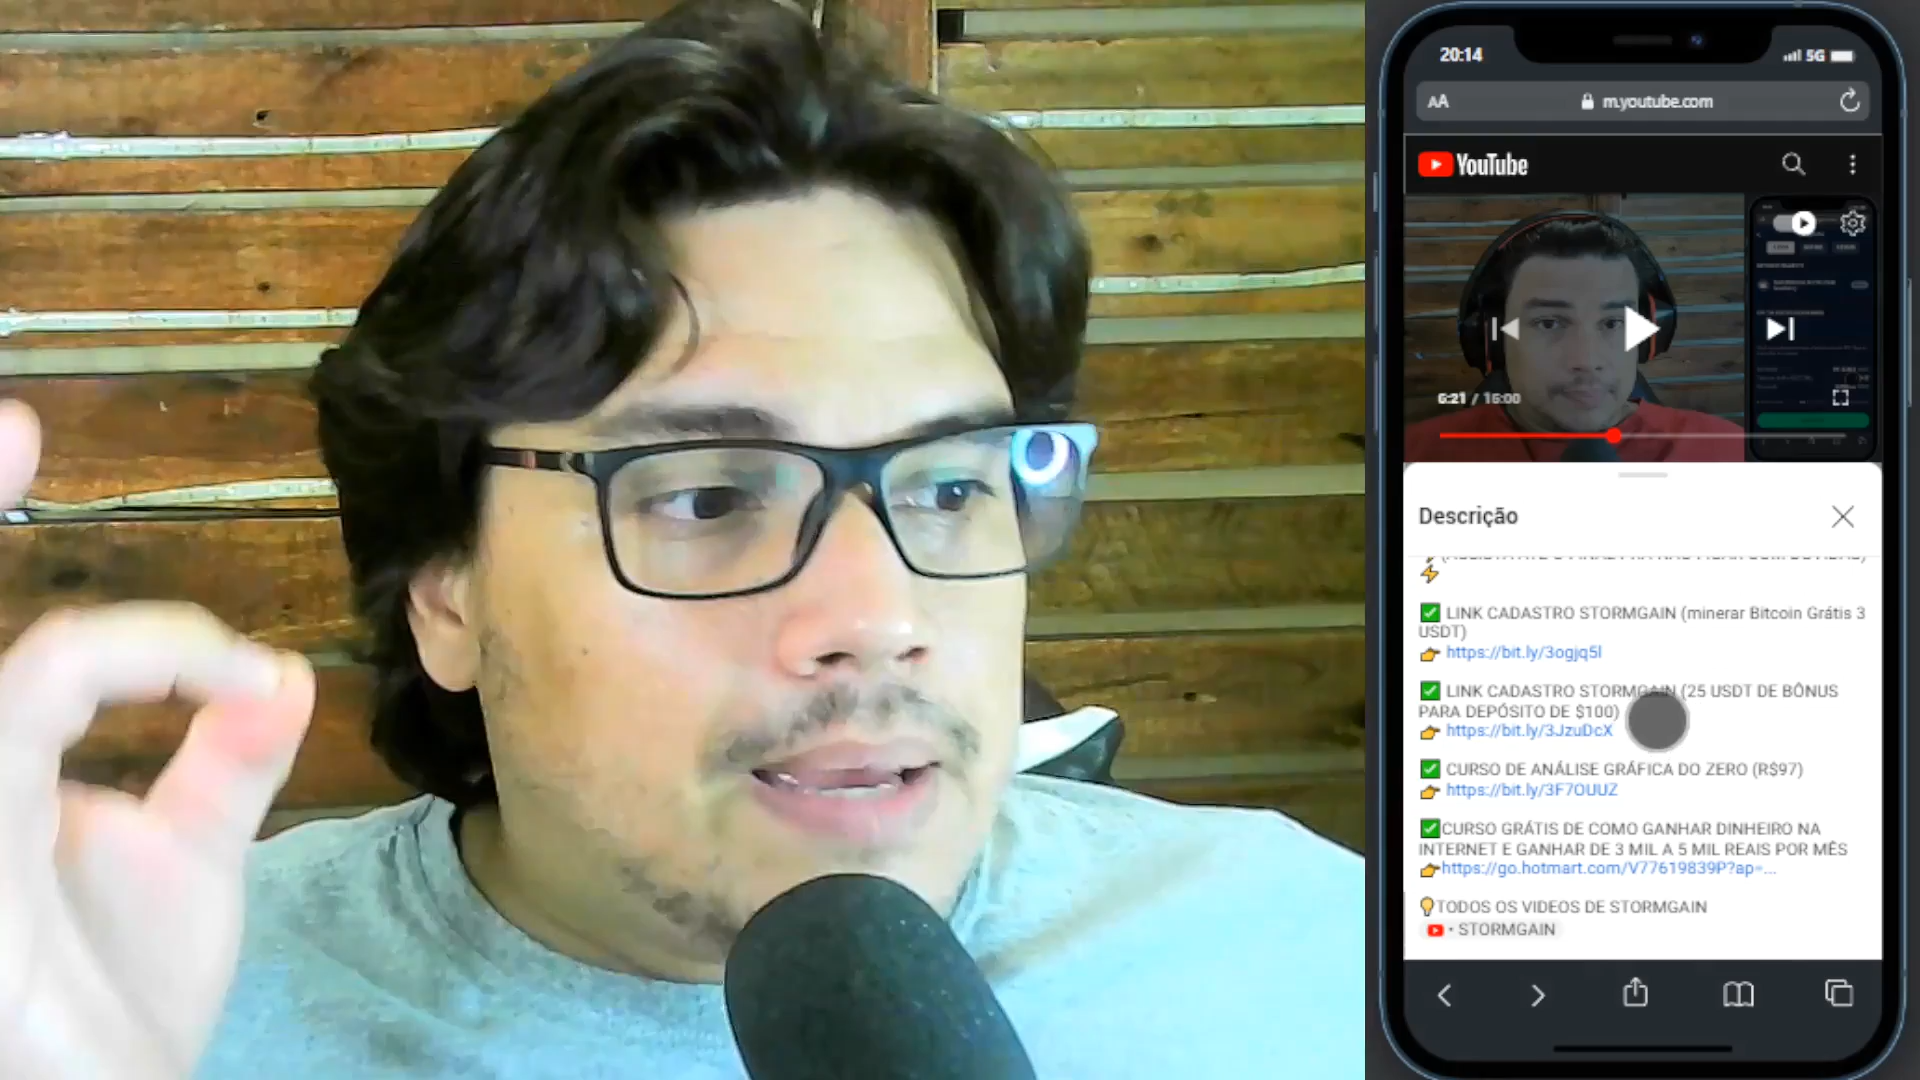 20:14
5G
AA
m.youtube.com
YouTube
6:21 / 16:00
Descrição
LINK CADASTRO STORMGAIN (minerar Bitcoin Grátis 3
USDT)
https://bit.ly/3ogjq5l
LINK CADASTRO STORMGAIN (25 USDT DE BÔNUS
PARA DEPÓSITO DE $100)
https://bit.ly/3JzuDcX
CURSO DE ANÁLISE GRÁFICA DO ZERO (R$97)
https://bit.ly/3F7OUUZ
CURSO GRÁTIS DE COMO GANHAR DINHEIRO NA
INTERNET E GANHAR DE 3 MIL A 5 MIL REAIS POR MÊS
https://go.hotmart.com/V77619839P?ap=...
TODOS OS VIDEOS DE STORMGAIN
• STORMGAIN